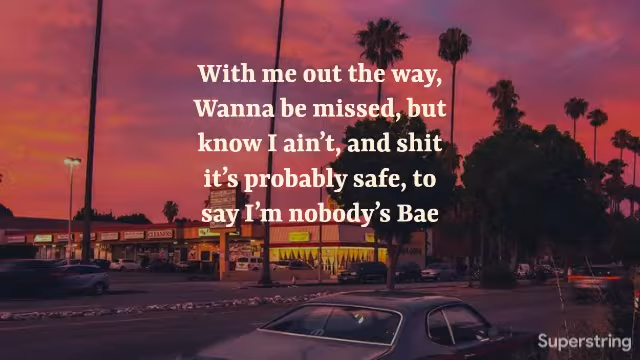 With me out the way,
Wanna be missed, but
know I ain’t, and shit
it’s probably safe, to
say I’m nobody’s Bae
Superstring